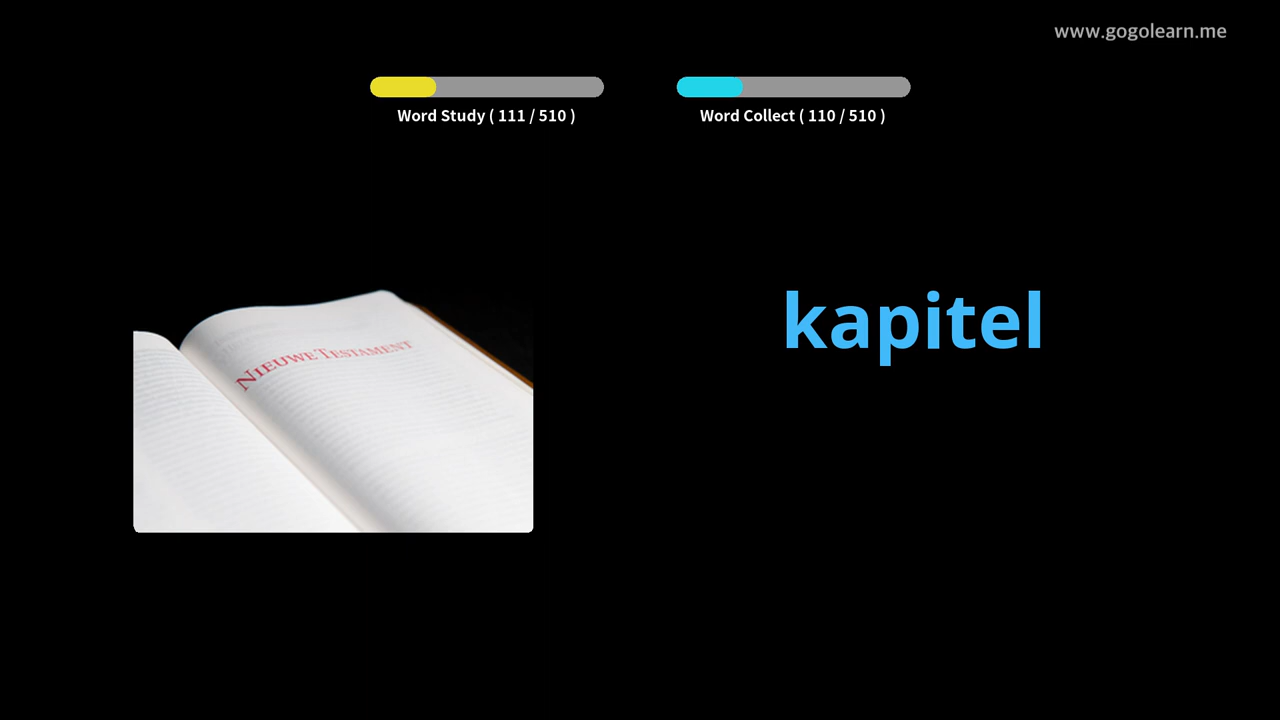 www.gogolearn.me
Word Study ( 111 / 510 )
Word Collect ( 110 / 510 )
NIEUWE TESTAMENT
kapitel